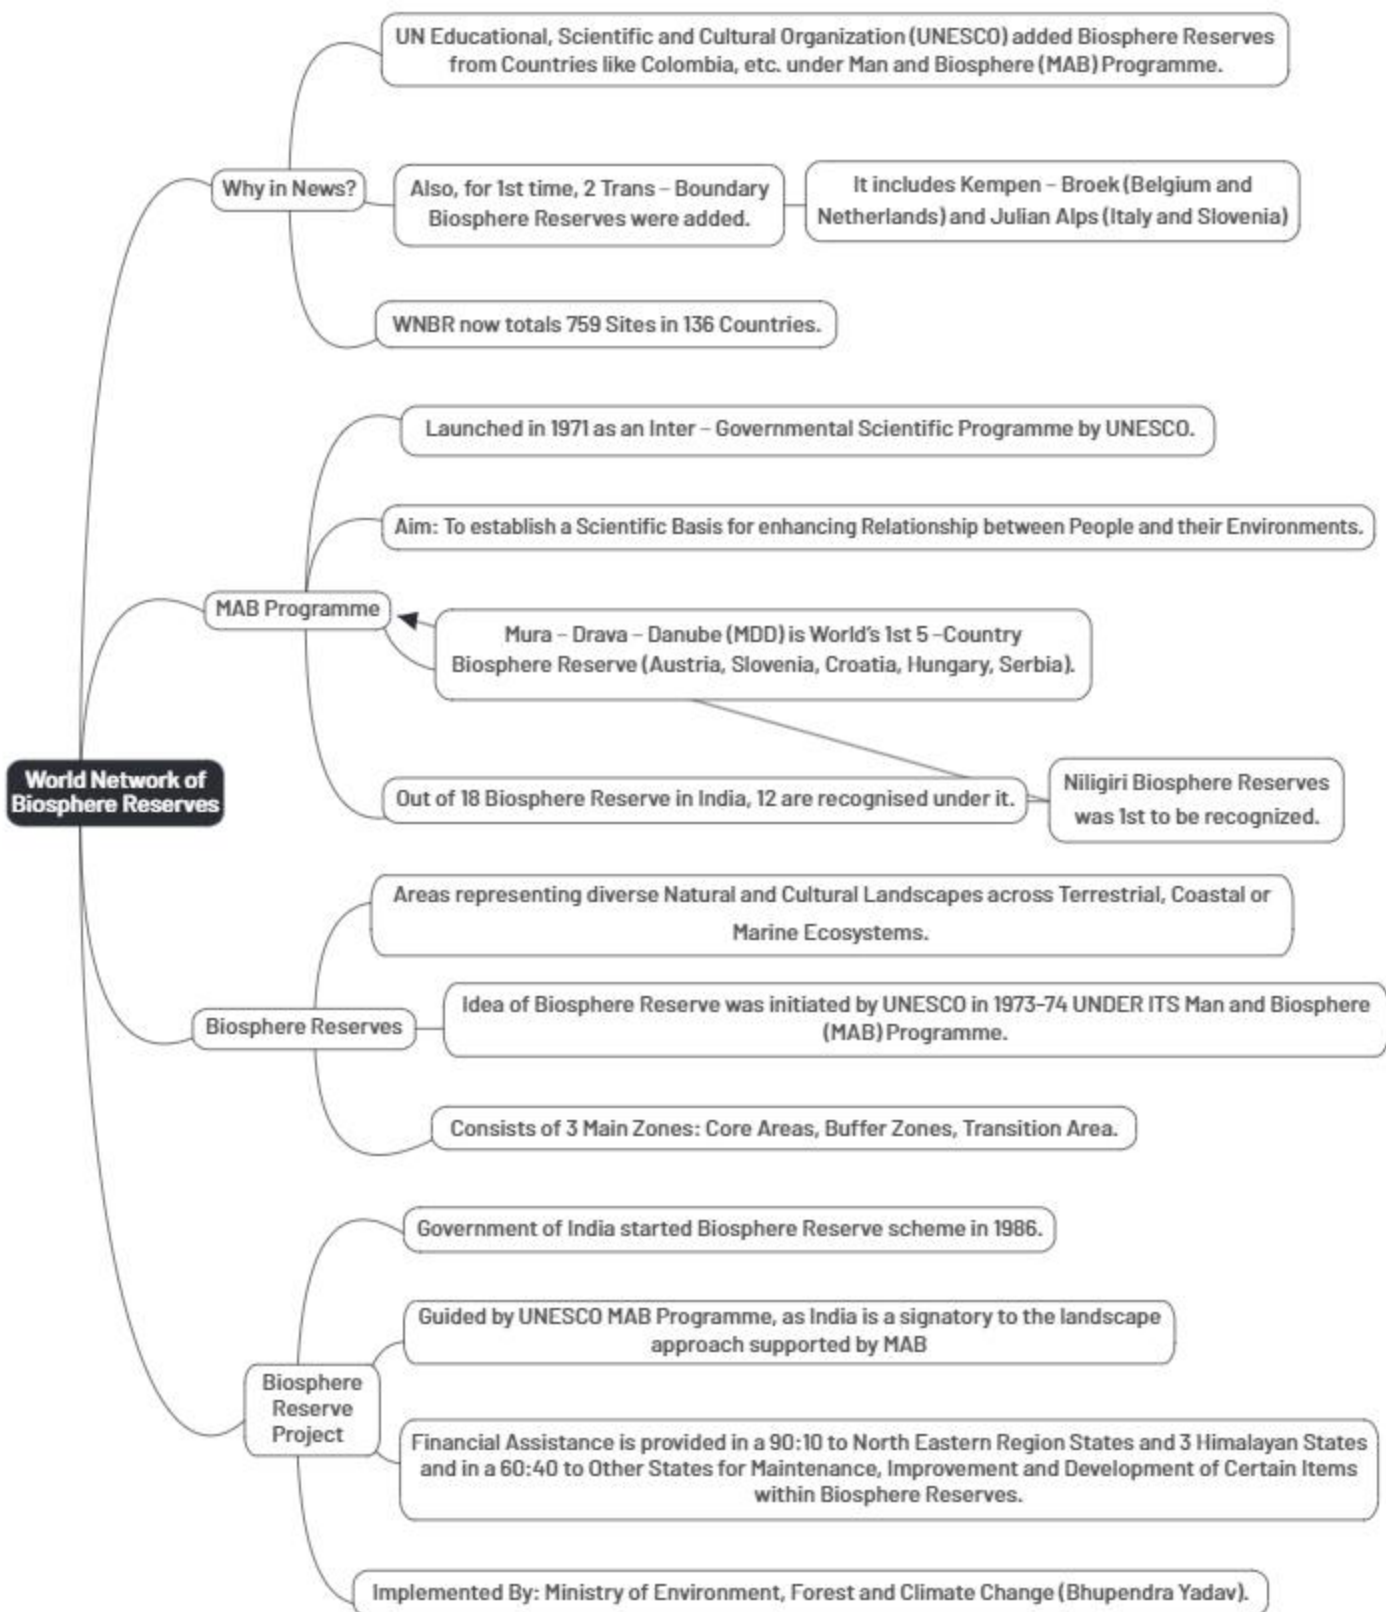 UN Educational, Scientific and Cultural Organization (UNESCO) added Biosphere Reserves
from Countries like Colombia, etc. under Man and Biosphere (MAB) Programme.
Why in News?
Also, for 1st time, 2 Trans – Boundary
Biosphere Reserves were added.
It includes Kempen – Broek (Belgium and
Netherlands) and Julian Alps (Italy and Slovenia)
WNBR now totals 759 Sites in 136 Countries.
Launched in 1971 as an Inter – Governmental Scientific Programme by UNESCO.
Aim: To establish a Scientific Basis for enhancing Relationship between People and their Environments.
MAB Programme
Mura – Drava – Danube (MDD) is World's 1st 5 –Country
Biosphere Reserve (Austria, Slovenia, Croatia, Hungary, Serbia).
World Network of
Biosphere Reserves
Out of 18 Biosphere Reserve in India, 12 are recognised under it.
Niligiri Biosphere Reserves
was 1st to be recognized.
Areas representing diverse Natural and Cultural Landscapes across Terrestrial, Coastal or
Marine Ecosystems.
Biosphere Reserves
Idea of Biosphere Reserve was initiated by UNESCO in 1973-74 UNDER ITS Man and Biosphere
(MAB) Programme.
Consists of 3 Main Zones: Core Areas, Buffer Zones, Transition Area.
Government of India started Biosphere Reserve scheme in 1986.
Guided by UNESCO MAB Programme, as India is a signatory to the landscape
approach supported by MAB
Biosphere
Reserve
Project
Financial Assistance is provided in a 90:10 to North Eastern Region States and 3 Himalayan States
and in a 60:40 to Other States for Maintenance, Improvement and Development of Certain Items
within Biosphere Reserves.
Implemented By: Ministry of Environment, Forest and Climate Change (Bhupendra Yadav).